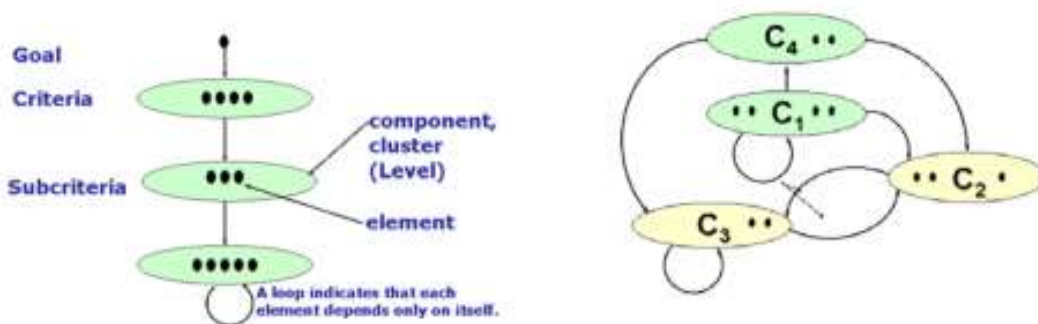 Goal
Criteria
component,
cluster
(Level)
Subcriteria
element
A loop indicates that each
element depends only on itself.
C4
C1
C2
C3